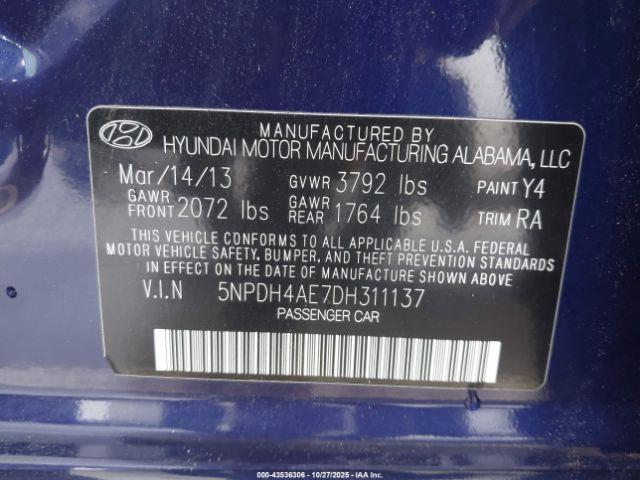 MANUFACTURED BY
HYUNDAI MOTOR MANUFACTURING ALABAMA, LLC
Mar/14/13 GVWR 3792 lbs PAINT Y4
GAWR FRONT 2072 lbs GAWR REAR 1764 lbs TRIM RA
THIS VEHICLE CONFORMS TO ALL APPLICABLE U.S.A. FEDERAL
MOTOR VEHICLE SAFETY, BUMPER, AND THEFT PREVENTION STANDARDS
IN EFFECT ON THE DATE OF MANUFACTURE SHOWN ABOVE
V.I.N 5NPDH4AE7DH311137
PASSENGER CAR
000-43536306 • 10/27/2025 • IAA, Inc.